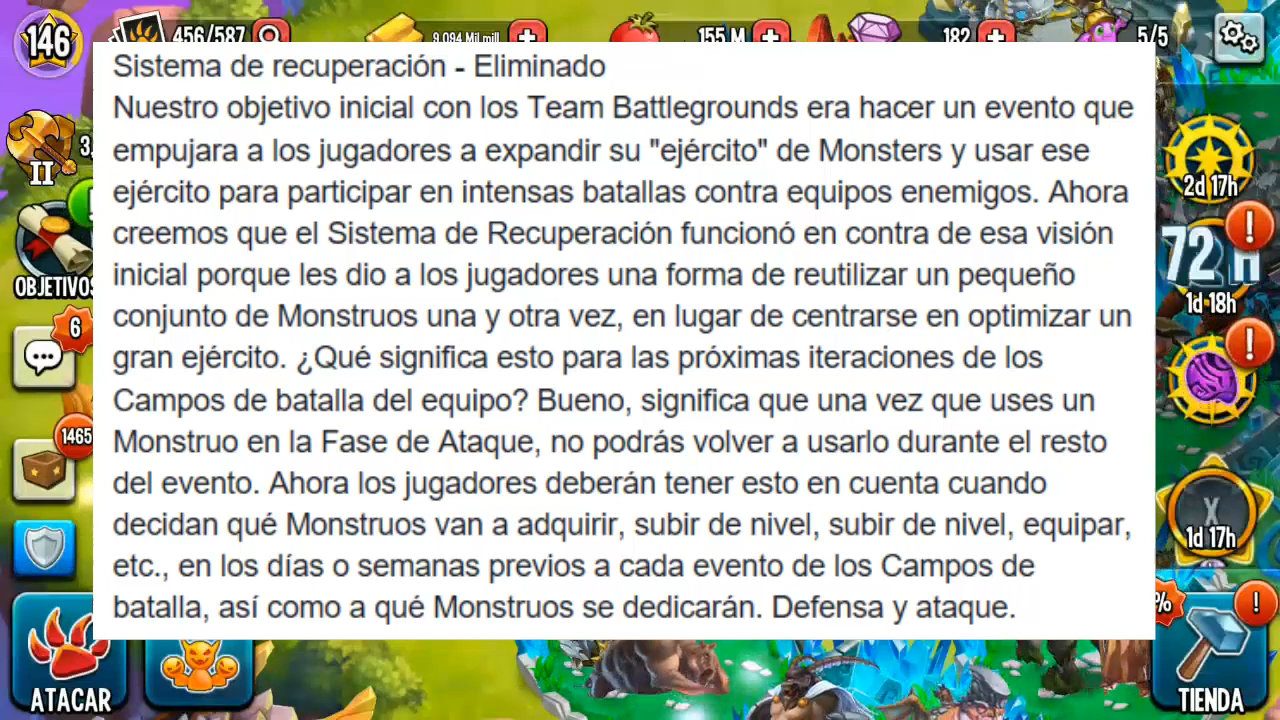 146
456/587
9.094 Mil mill
155 M
182
5/5
Sistema de recuperación - Eliminado
Nuestro objetivo inicial con los Team Battlegrounds era hacer un evento que
empujara a los jugadores a expandir su "ejército" de Monsters y usar ese
ejército para participar en intensas batallas contra equipos enemigos. Ahora
creemos que el Sistema de Recuperación funcionó en contra de esa visión
inicial porque les dio a los jugadores una forma de reutilizar un pequeño
conjunto de Monstruos una y otra vez, en lugar de centrarse en optimizar un
gran ejército. ¿Qué significa esto para las próximas iteraciones de los
Campos de batalla del equipo? Bueno, significa que una vez que uses un
Monstruo en la Fase de Ataque, no podrás volver a usarlo durante el resto
del evento. Ahora los jugadores deberán tener esto en cuenta cuando
decidan qué Monstruos van a adquirir, subir de nivel, subir de nivel, equipar,
etc., en los días o semanas previos a cada evento de los Campos de
batalla, así como a qué Monstruos se dedicarán. Defensa y ataque.
II
OBJETIVOS
6
1465
ATACAR
2d 17h
!
72 H
1d 18h
!
X
1d 17h
%
!
TIENDA